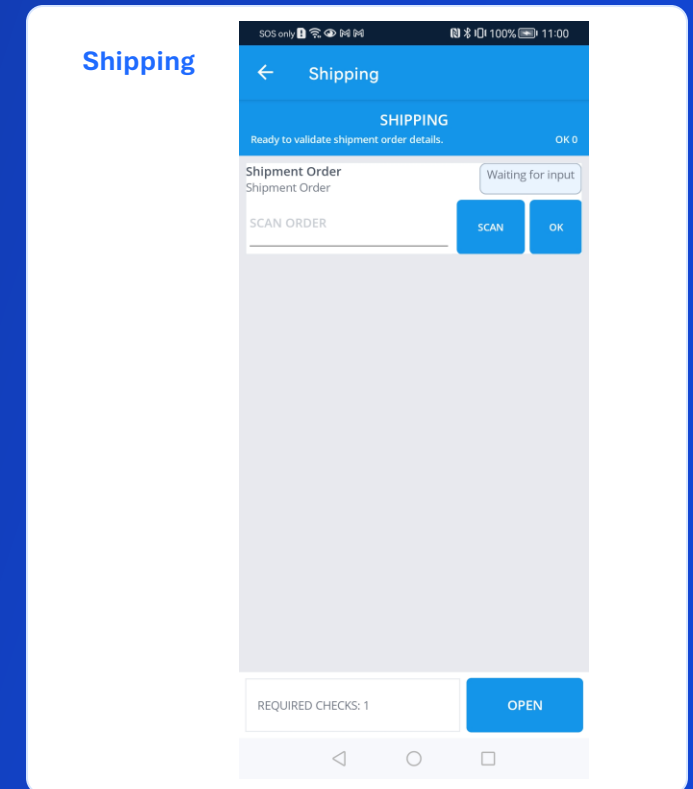 Shipping
SOS only 100% 11:00
Shipping
SHIPPING
Ready to validate shipment order details. OK 0
Shipment Order
Shipment Order
Waiting for input
SCAN ORDER
SCAN
OK
REQUIRED CHECKS: 1
OPEN